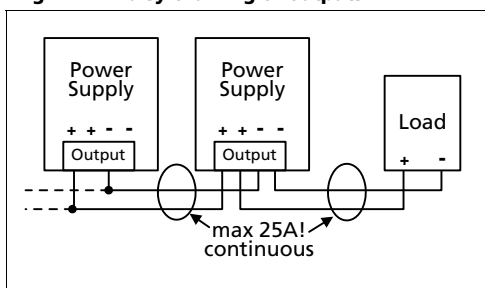 Power
Supply
+ + - -
Output
Power
Supply
+ + - -
Output
Load
+ -
max 25A!
continuous